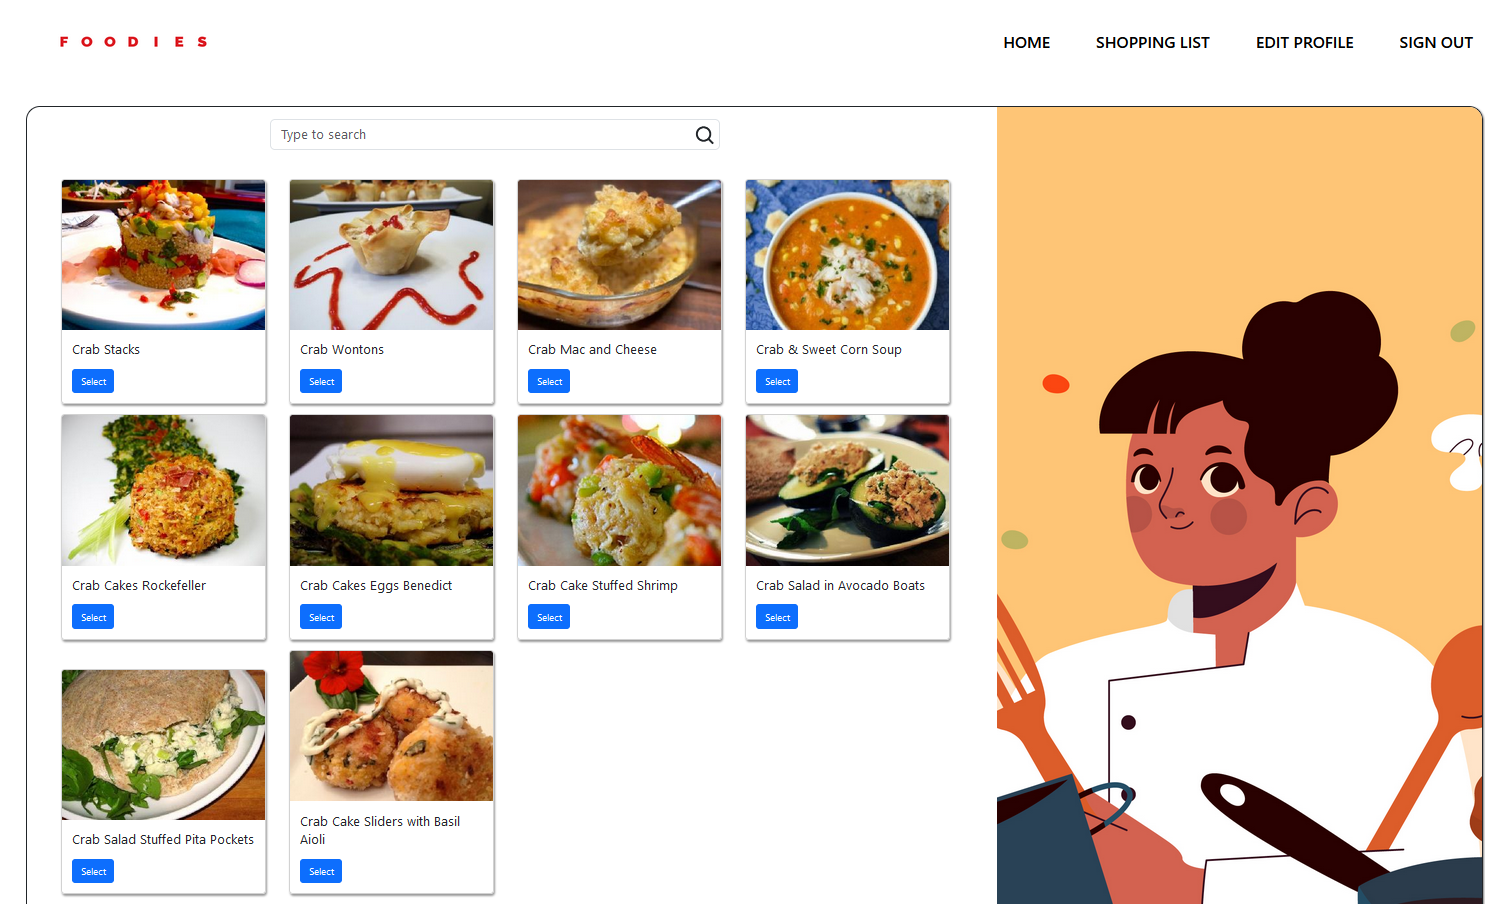 FOODIES
HOME
SHOPPING LIST
EDIT PROFILE
SIGN OUT
Type to search
Crab Stacks
Select
Crab Wontons
Select
Crab Mac and Cheese
Select
Crab & Sweet Corn Soup
Select
Crab Cakes Rockefeller
Select
Crab Cakes Eggs Benedict
Select
Crab Cake Stuffed Shrimp
Select
Crab Salad in Avocado Boats
Select
Crab Salad Stuffed Pita Pockets
Select
Crab Cake Sliders with Basil
Aioli
Select